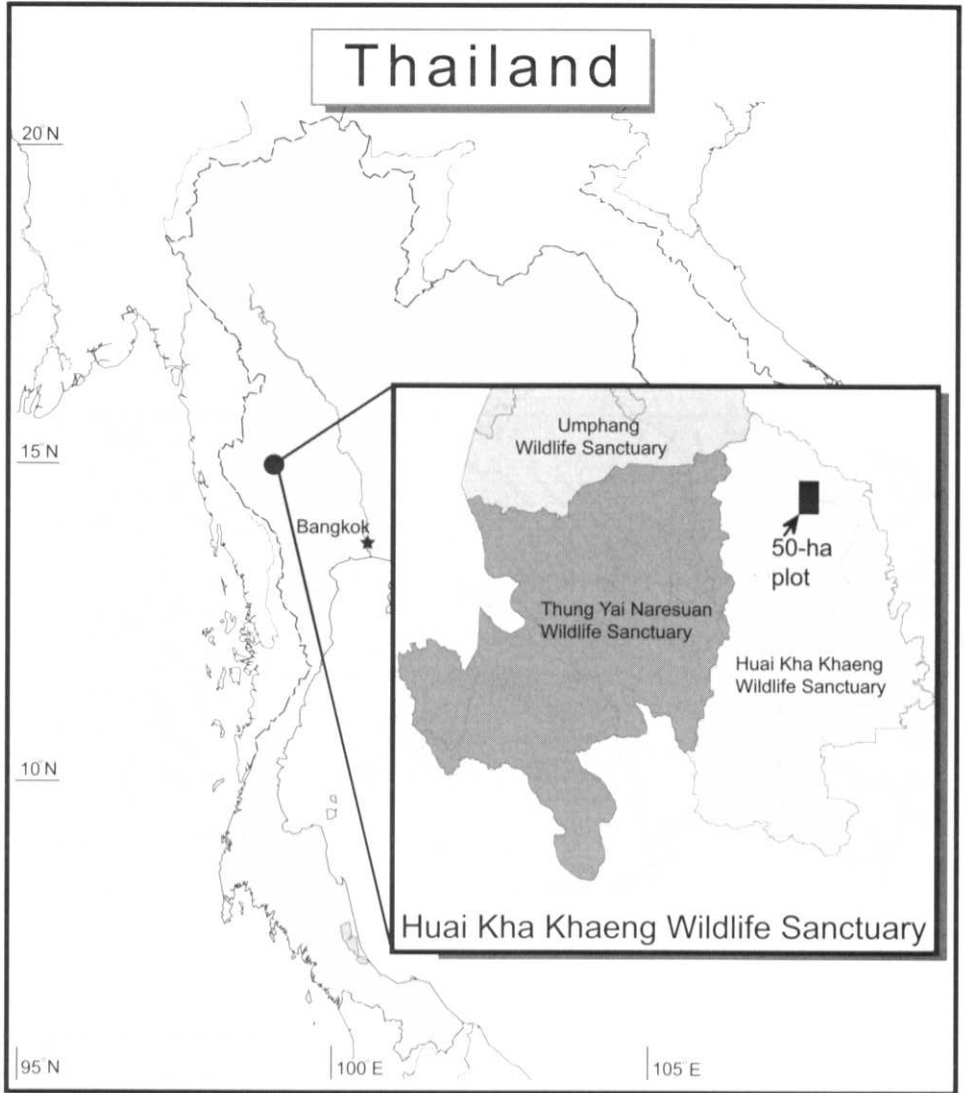 Thailand
20°N
15°N
Bangkok
10°N
95°N
100°E
105°E
Umphang
Wildlife Sanctuary
50-ha
plot
Thung Yai Naresuan
Wildlife Sanctuary
Huai Kha Khaeng
Wildlife Sanctuary
Huai Kha Khaeng Wildlife Sanctuary